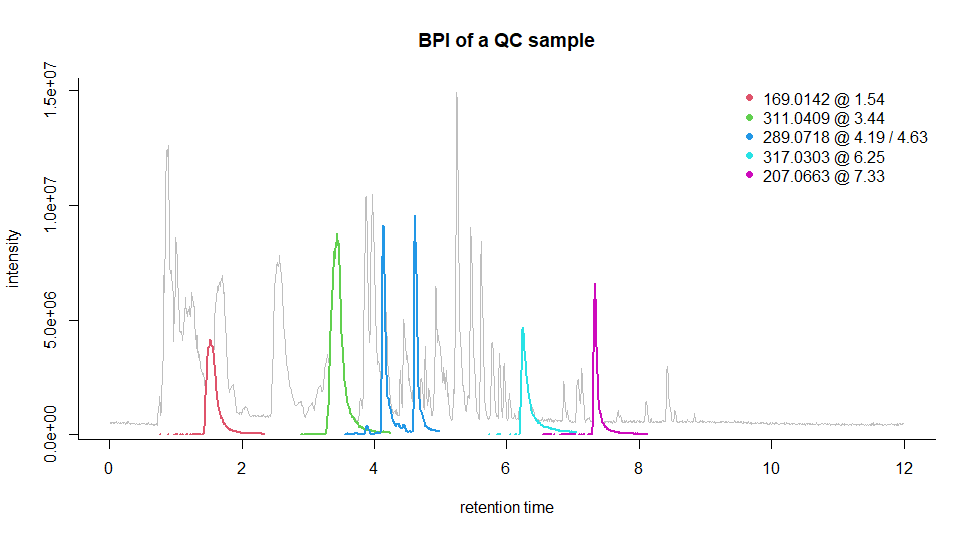 BPI of a QC sample
169.0142 @ 1.54
311.0409 @ 3.44
289.0718 @ 4.19 / 4.63
317.0303 @ 6.25
207.0663 @ 7.33
intensity
1.5e+07
1.0e+07
5.0e+06
0.0e+00
0 2 4 6 8 10 12
retention time